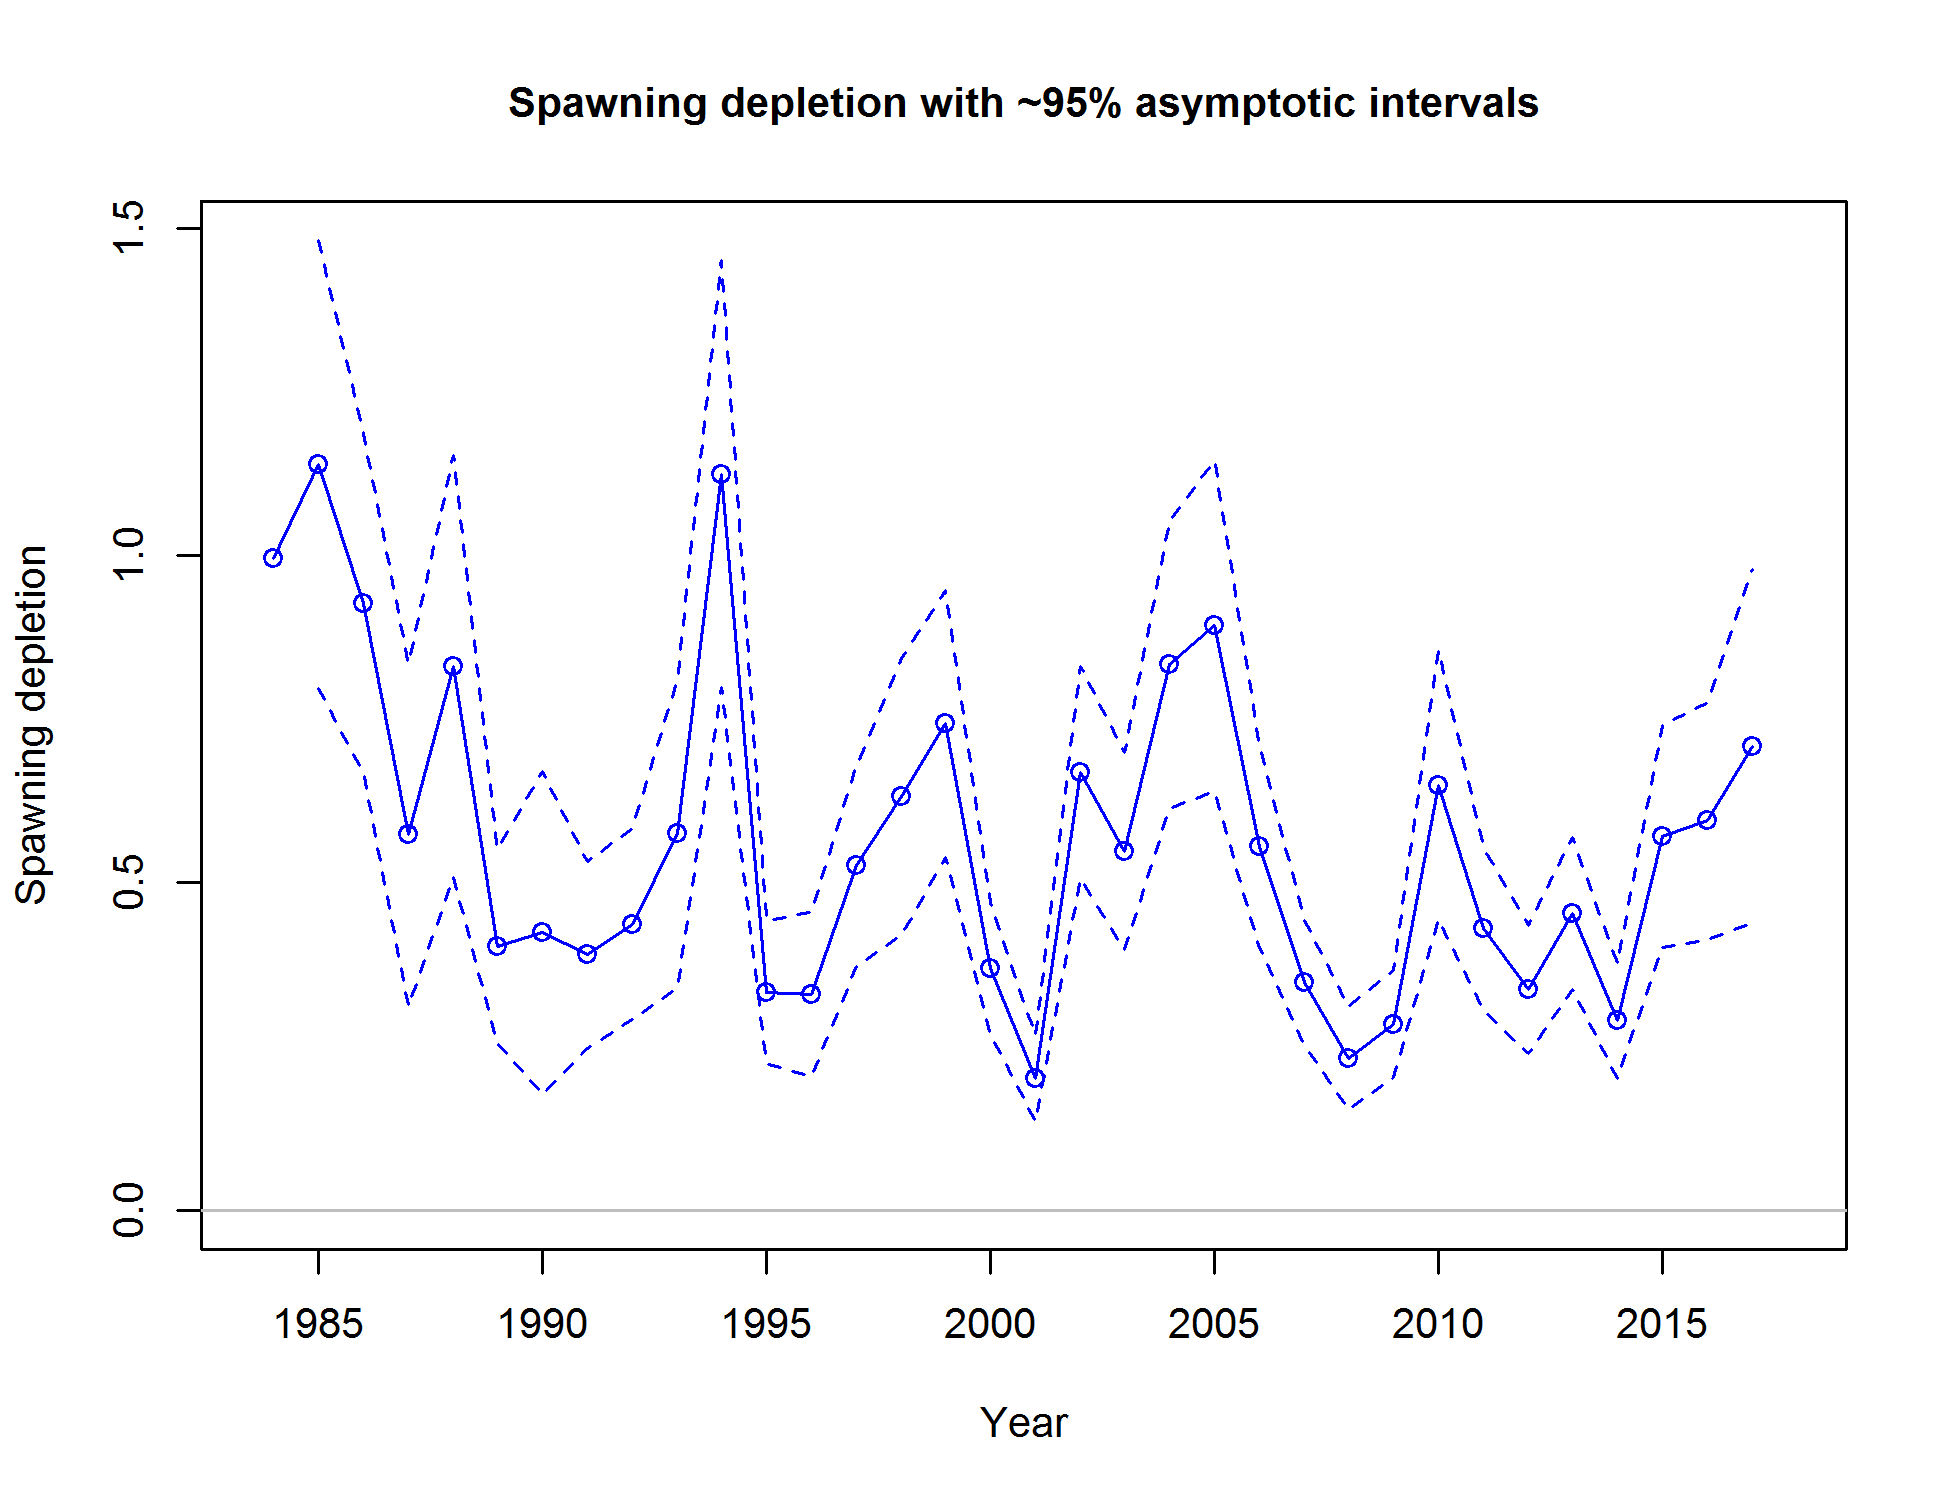 Spawning depletion with ~95% asymptotic intervals
Spawning depletion
1.5
1.0
0.5
0.0
1985 1990 1995 2000 2005 2010 2015
Year